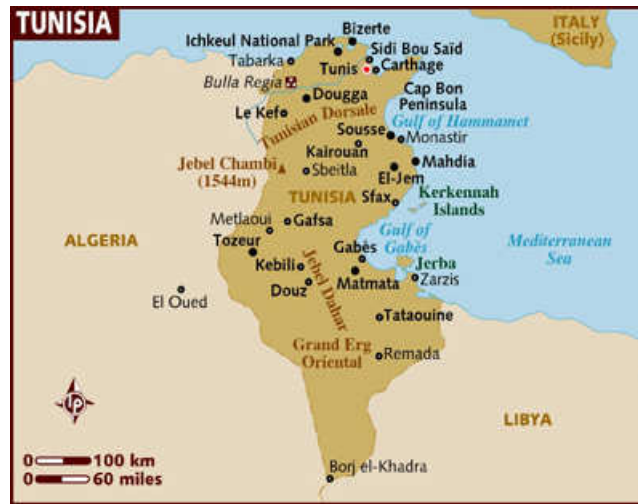 TUNISIA
ITALY
(Sicily)
Bizerte
Ichkeul National Park
Sidi Bou Saïd
Tabarka
Tunis
Carthage
Bulla Regia
Cap Bon
Peninsula
Dougga
Le Kef
Tunisian Dorsale
Gulf of Hammamet
Sousse
Monastir
Kairouan
Jebel Chambi
(1544m)
Sbeitla
Mahdia
El-Jem
TUNISIA
Sfax
Kerkennah
Islands
Metlaoui
Gafsa
ALGERIA
Tozeur
Gulf of
Gabès
Mediterranean
Sea
Gabès
Kebili
Jerba
Jebel Dahar
Matmata
Zarzis
Douz
El Oued
Tataouine
Grand Erg
Oriental
Remada
lp
LIBYA
0 100 km
0 60 miles
Borj el-Khadra